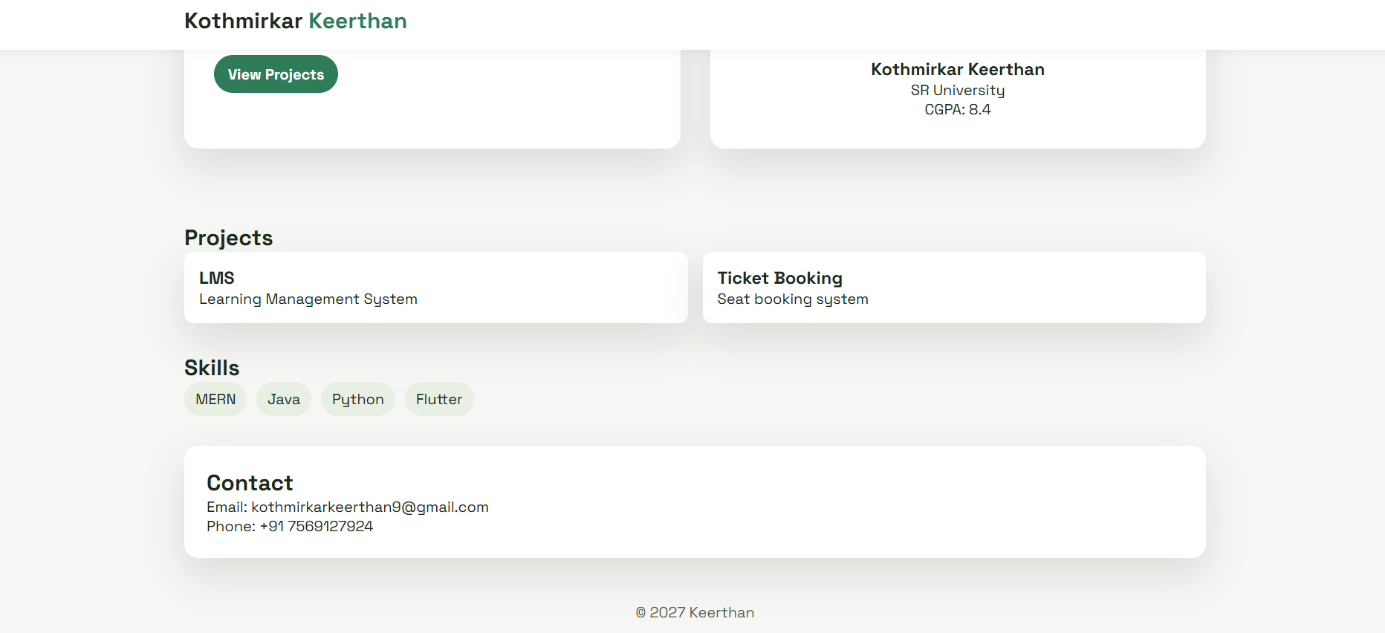 Kothmirkar Keerthan
View Projects
Kothmirkar Keerthan
SR University
CGPA: 8.4
Projects
LMS
Learning Management System
Ticket Booking
Seat booking system
Skills
MERN Java Python Flutter
Contact
Email: kothmirkarkeerthan9@gmail.com
Phone: +91 7569127924
© 2027 Keerthan